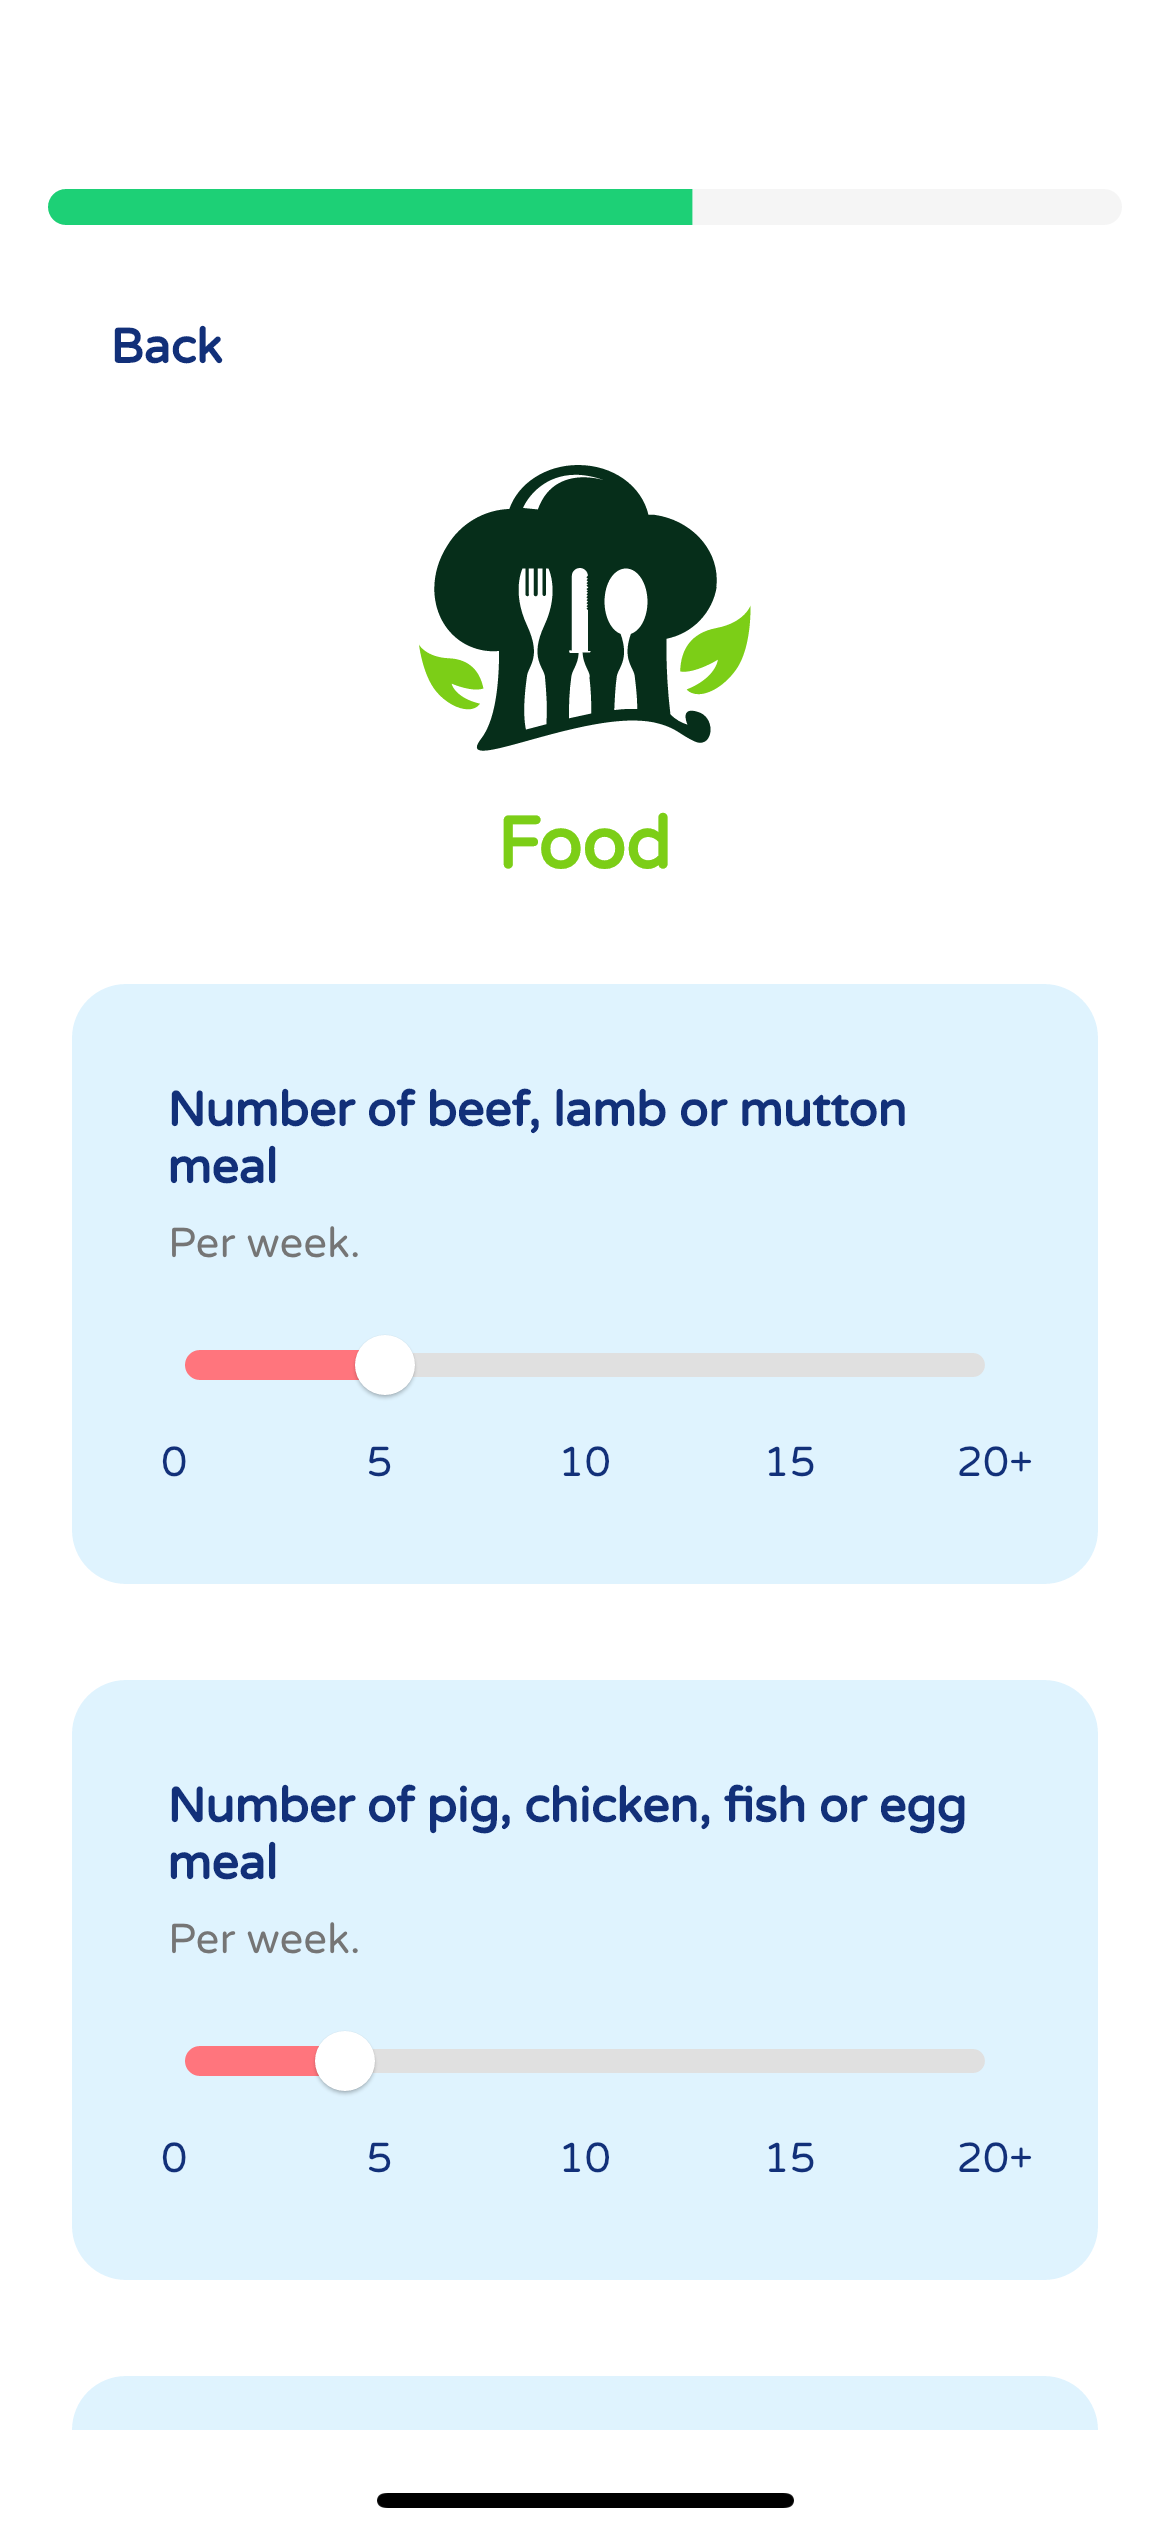 Back
Food
Number of beef, lamb or mutton
meal
Per week.
0 5 10 15 20+
Number of pig, chicken, fish or egg
meal
Per week.
0 5 10 15 20+